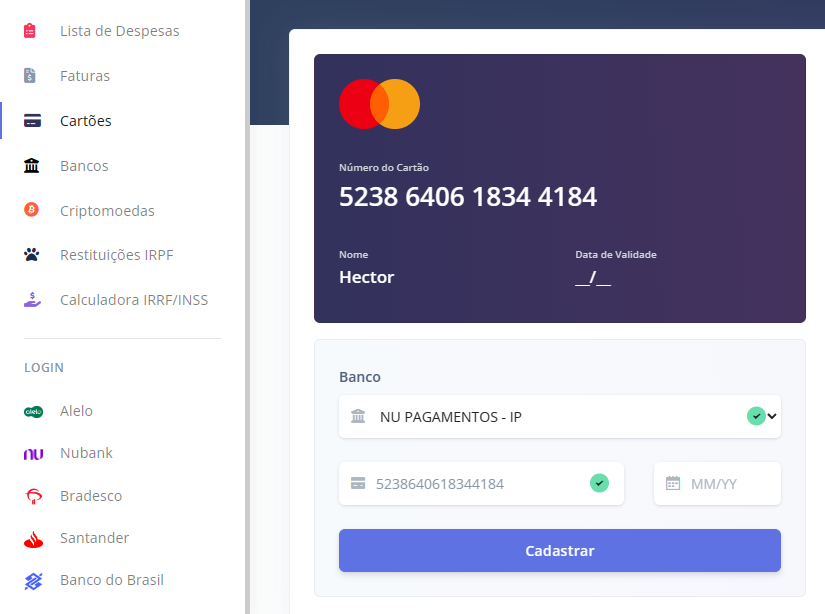 Lista de Despesas
Faturas
Cartões
Bancos
Criptomoedas
Restituições IRPF
Calculadora IRRF/INSS
LOGIN
alelo
Alelo
nu
Nubank
Bradesco
Santander
Banco do Brasil
Número do Cartão
5238 6406 1834 4184
Nome
Data de Validade
Hector
__/__
Banco
NU PAGAMENTOS - IP
5238640618344184
MM/YY
Cadastrar